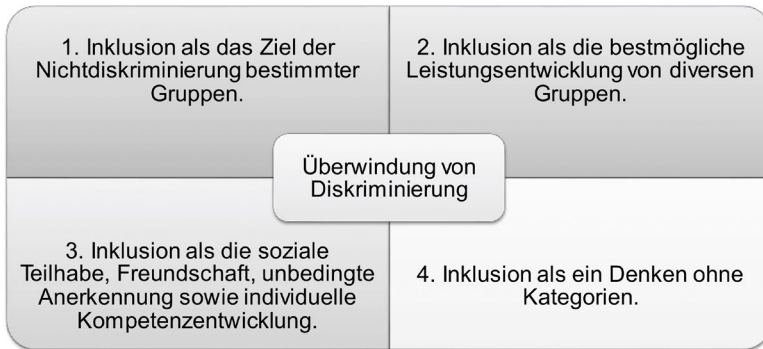 1. Inklusion als das Ziel der
Nichtdiskriminierung bestimmter
Gruppen.
2. Inklusion als die bestmögliche
Leistungsentwicklung von diversen
Gruppen.
Überwindung von
Diskriminierung
3. Inklusion als die soziale
Teilhabe, Freundschaft, unbedingte
Anerkennung sowie individuelle
Kompetenzentwicklung.
4. Inklusion als ein Denken ohne
Kategorien.